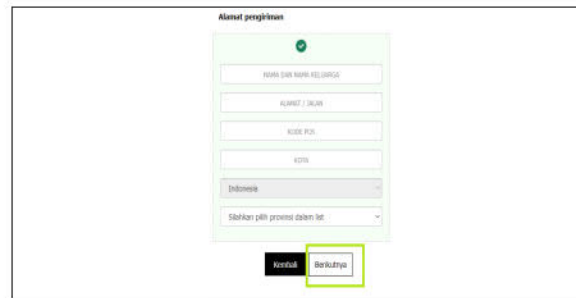 Alamat pengiriman
NAMA DAN NAMA KELUARGA
ALAMAT / JALAN
KODE POS
KOTA
Indonesia
Silahkan pilih provinsi dalam list
Kembali
Berikutnya